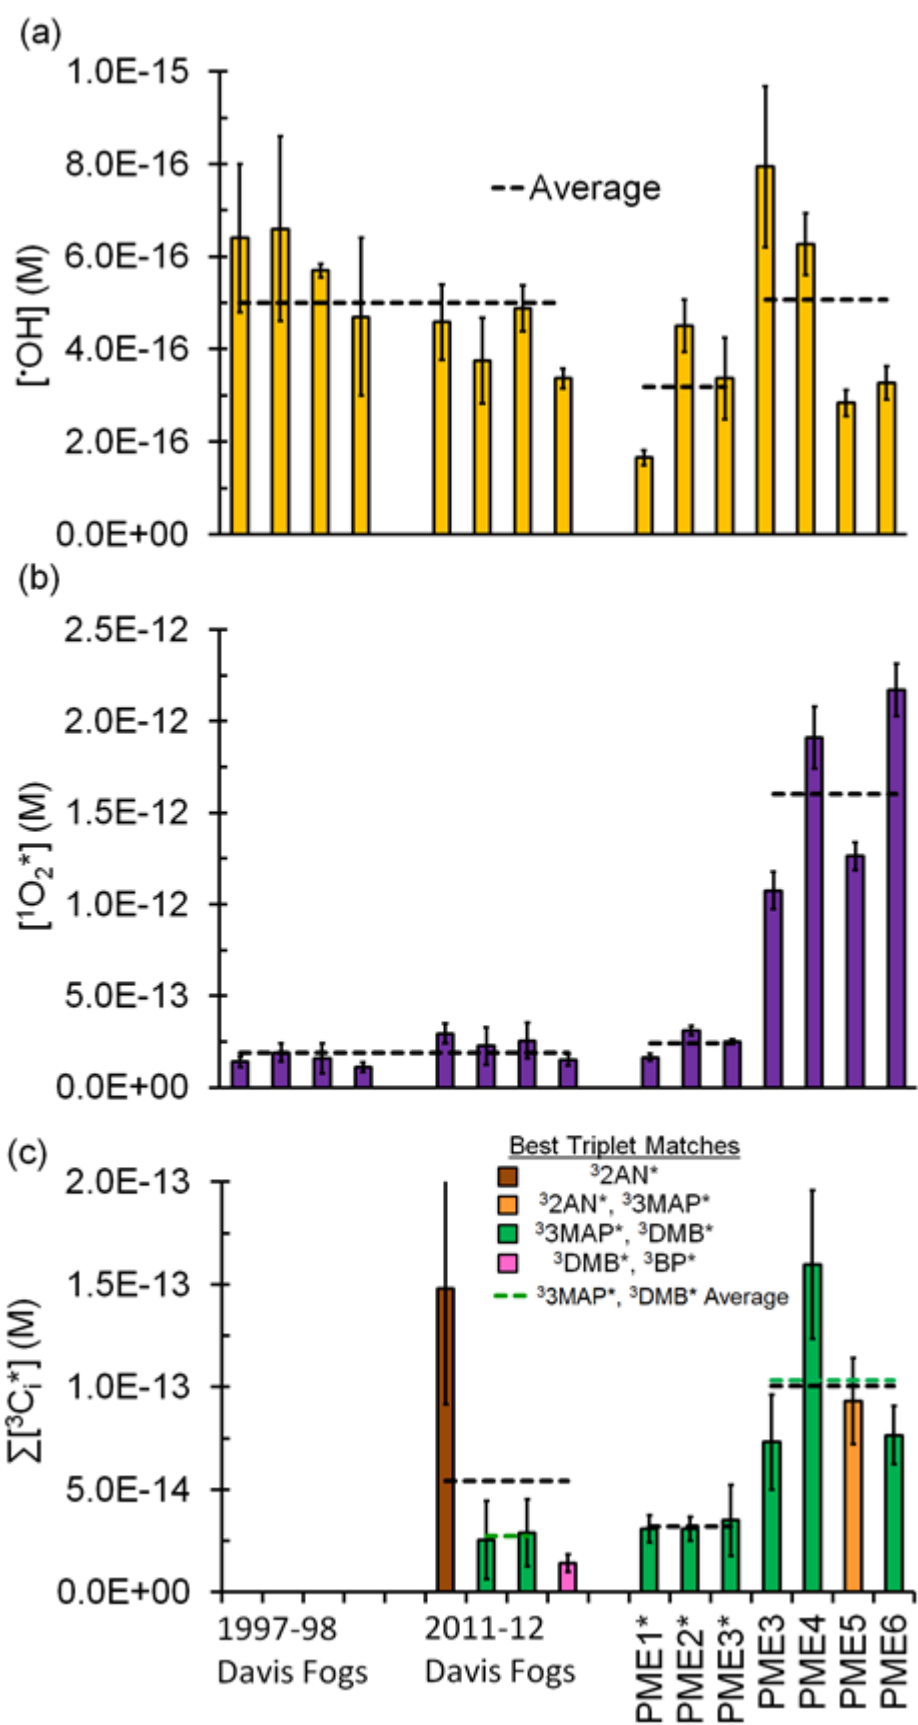 (a)
[•OH] (M)
1.0E-15
8.0E-16
6.0E-16
4.0E-16
2.0E-16
0.0E+00
Average
(b)
[¹O₂*] (M)
2.5E-12
2.0E-12
1.5E-12
1.0E-12
5.0E-13
0.0E+00
(c)
Σ[³Cᵢ*] (M)
2.0E-13
1.5E-13
1.0E-13
5.0E-14
0.0E+00
Best Triplet Matches
³2AN*
³2AN*, ³3MAP*
³3MAP*, ³DMB*
³DMB*, ³BP*
³3MAP*, ³DMB* Average
1997-98
Davis Fogs
2011-12
Davis Fogs
PME1*
PME2*
PME3*
PME3
PME4
PME5
PME6